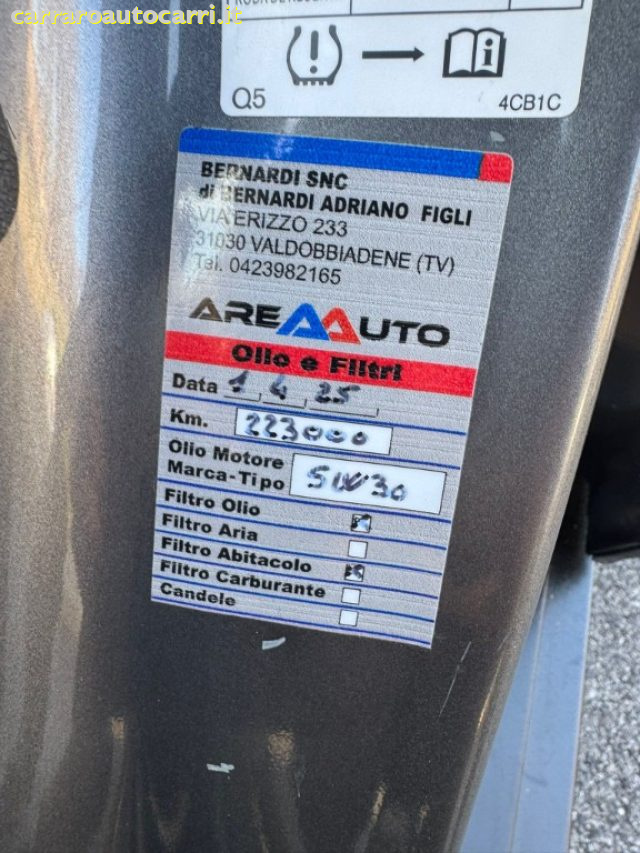 carraroautocarri.it
Q5
4CB1C
BERNARDI SNC
di BERNARDI ADRIANO FIGLI
VIA ERIZZO 233
31030 VALDOBBIADENE (TV)
Tel. 0423982165
AREAAUTO
Olio e Filtri
Data 1 4 25
Km. 223000
Olio Motore
Marca-Tipo 5W30
Filtro Olio
Filtro Aria
Filtro Abitacolo
Filtro Carburante
Candele